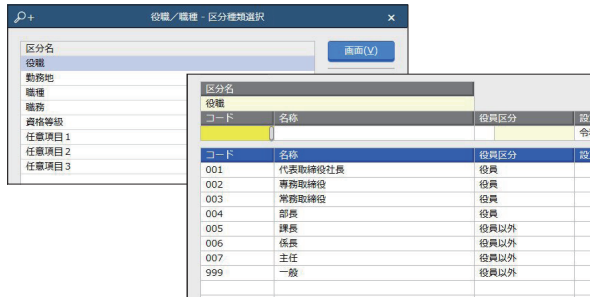 役職／職種 - 区分種類選択 ×
画面(V)
区分名
役職
勤務地
職種
職務
資格等級
任意項目1
任意項目2
任意項目3
区分名
役職
コード 名称 役員区分 設
令
コード 名称 役員区分 設
001 代表取締役社長 役員
002 専務取締役 役員
003 常務取締役 役員
004 部長 役員
005 課長 役員以外
006 係長 役員以外
007 主任 役員以外
999 一般 役員以外